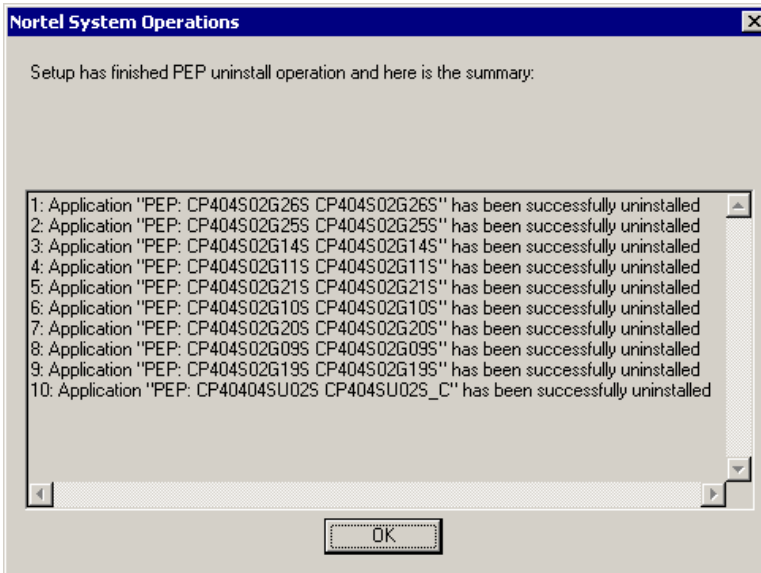 Nortel System Operations
Setup has finished PEP uninstall operation and here is the summary:
1: Application "PEP: CP404S02G26S CP404S02G26S" has been successfully uninstalled
2: Application "PEP: CP404S02G25S CP404S02G25S" has been successfully uninstalled
3: Application "PEP: CP404S02G14S CP404S02G14S" has been successfully uninstalled
4: Application "PEP: CP404S02G11S CP404S02G11S" has been successfully uninstalled
5: Application "PEP: CP404S02G21S CP404S02G21S" has been successfully uninstalled
6: Application "PEP: CP404S02G10S CP404S02G10S" has been successfully uninstalled
7: Application "PEP: CP404S02G20S CP404S02G20S" has been successfully uninstalled
8: Application "PEP: CP404S02G09S CP404S02G09S" has been successfully uninstalled
9: Application "PEP: CP404S02G19S CP404S02G19S" has been successfully uninstalled
10: Application "PEP: CP40404SU02S CP404SU02S_C" has been successfully uninstalled
OK